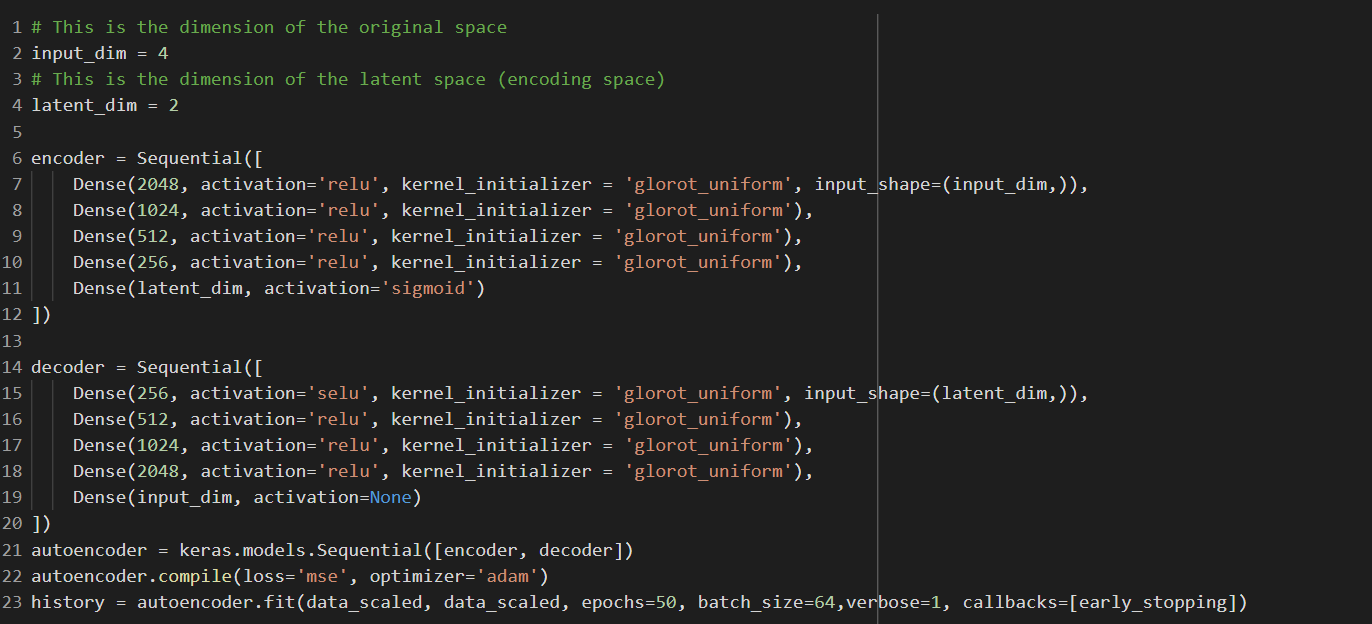 1 # This is the dimension of the original space
2 input_dim = 4
3 # This is the dimension of the latent space (encoding space)
4 latent_dim = 2
5
6 encoder = Sequential([
7     Dense(2048, activation='relu', kernel_initializer = 'glorot_uniform', input_shape=(input_dim,)),
8     Dense(1024, activation='relu', kernel_initializer = 'glorot_uniform'),
9     Dense(512, activation='relu', kernel_initializer = 'glorot_uniform'),
10     Dense(256, activation='relu', kernel_initializer = 'glorot_uniform'),
11     Dense(latent_dim, activation='sigmoid')
12 ])
13
14 decoder = Sequential([
15     Dense(256, activation='selu', kernel_initializer = 'glorot_uniform', input_shape=(latent_dim,)),
16     Dense(512, activation='relu', kernel_initializer = 'glorot_uniform'),
17     Dense(1024, activation='relu', kernel_initializer = 'glorot_uniform'),
18     Dense(2048, activation='relu', kernel_initializer = 'glorot_uniform'),
19     Dense(input_dim, activation=None)
20 ])
21 autoencoder = keras.models.Sequential([encoder, decoder])
22 autoencoder.compile(loss='mse', optimizer='adam')
23 history = autoencoder.fit(data_scaled, data_scaled, epochs=50, batch_size=64,verbose=1, callbacks=[early_stopping])